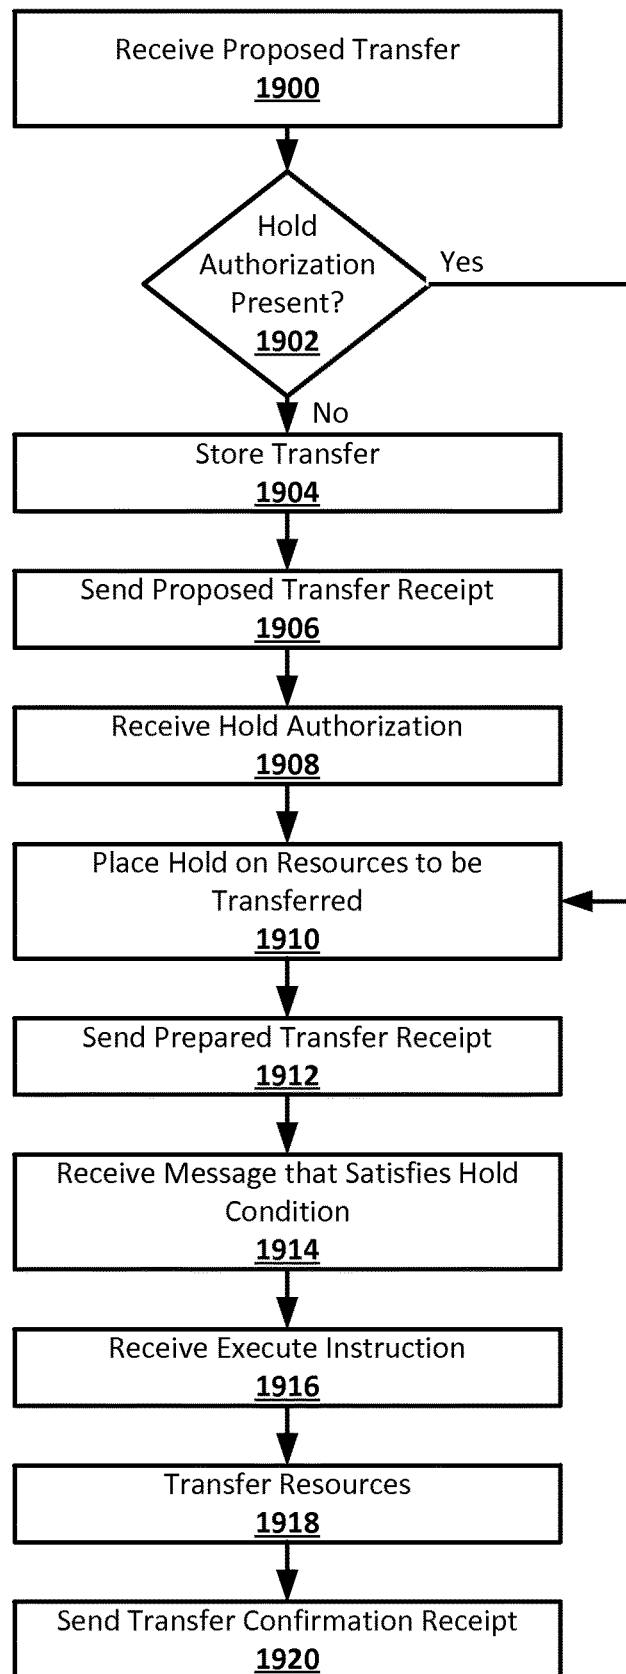 Receive Proposed Transfer
1900
Hold
Authorization
Present?
1902
Yes
No
Store Transfer
1904
Send Proposed Transfer Receipt
1906
Receive Hold Authorization
1908
Place Hold on Resources to be
Transferred
1910
Send Prepared Transfer Receipt
1912
Receive Message that Satisfies Hold
Condition
1914
Receive Execute Instruction
1916
Transfer Resources
1918
Send Transfer Confirmation Receipt
1920